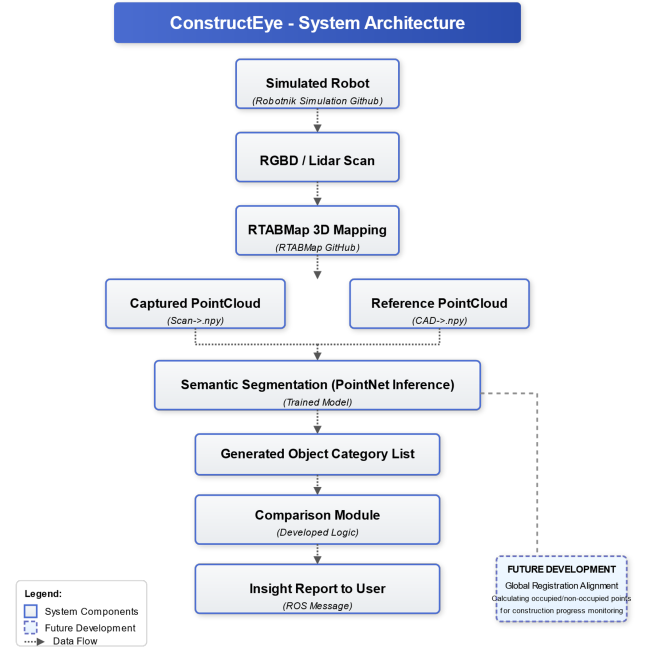 ConstructEye - System Architecture
Simulated Robot
(Robotnik Simulation Github)
RGBD / Lidar Scan
RTABMap 3D Mapping
(RTABMap GitHub)
Captured PointCloud
(Scan->.npy)
Reference PointCloud
(CAD->.npy)
Semantic Segmentation (PointNet Inference)
(Trained Model)
Generated Object Category List
Comparison Module
(Developed Logic)
Insight Report to User
(ROS Message)
FUTURE DEVELOPMENT
Global Registration Alignment
Calculating occupied/non-occupied points
for construction progress monitoring
Legend:
System Components
Future Development
Data Flow